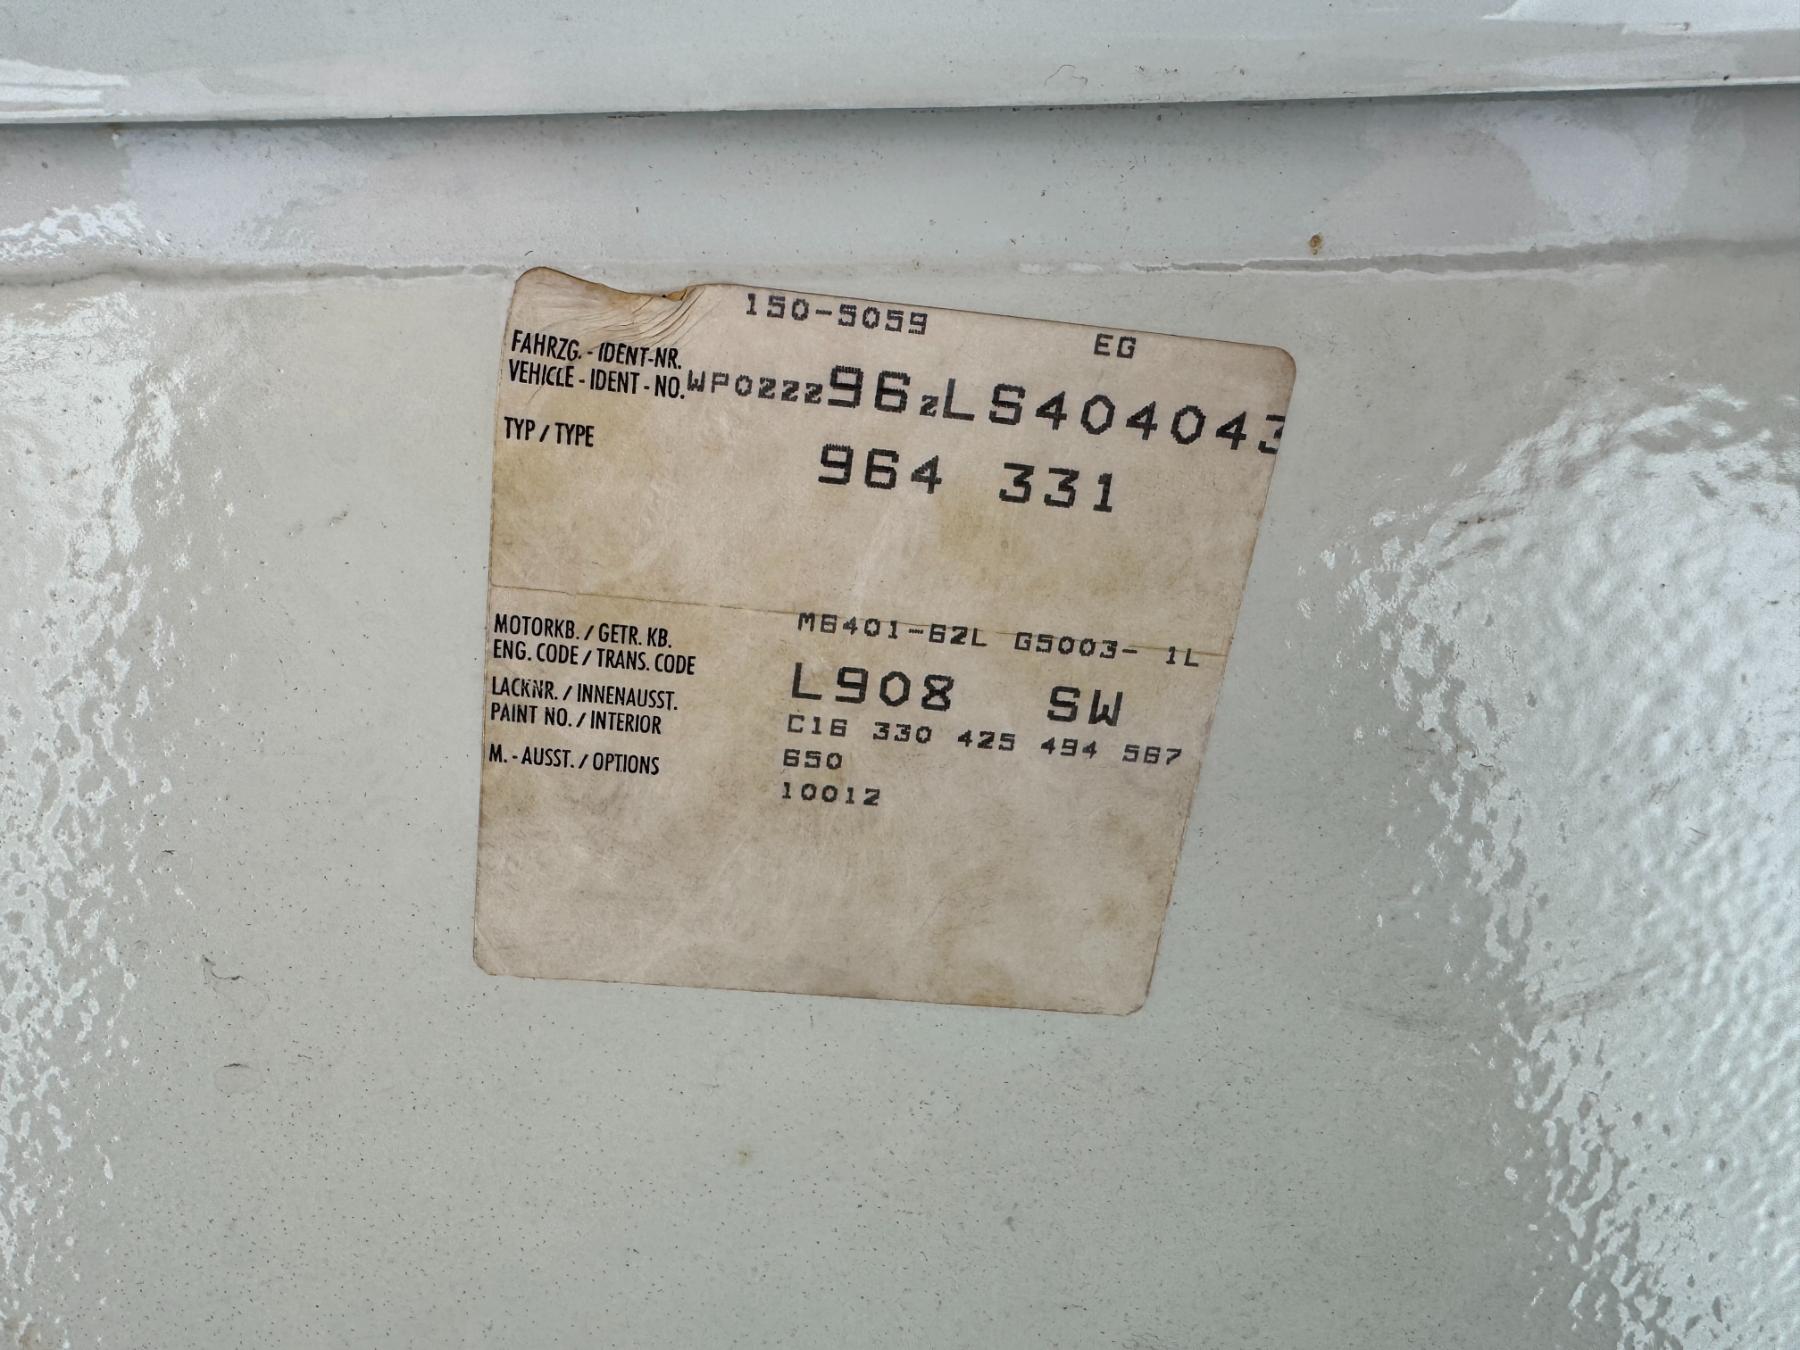 150-5059 EG
FAHRZG. - IDENT-NR.
VEHICLE - IDENT - NO. WP0ZZZ96ZLS404043
TYP / TYPE 964 331
MOTORKB. / GETR. KB. M6401-62L G5003- 1L
ENG. CODE / TRANS. CODE
LACKNR. / INNENAUSST. L908 SW
PAINT NO. / INTERIOR C16 330 425 494 567
M. - AUSST. / OPTIONS 650
10012